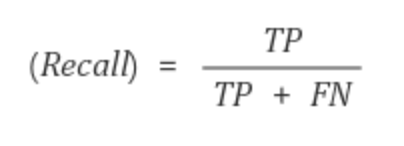 (Recall) = TP / TP + FN